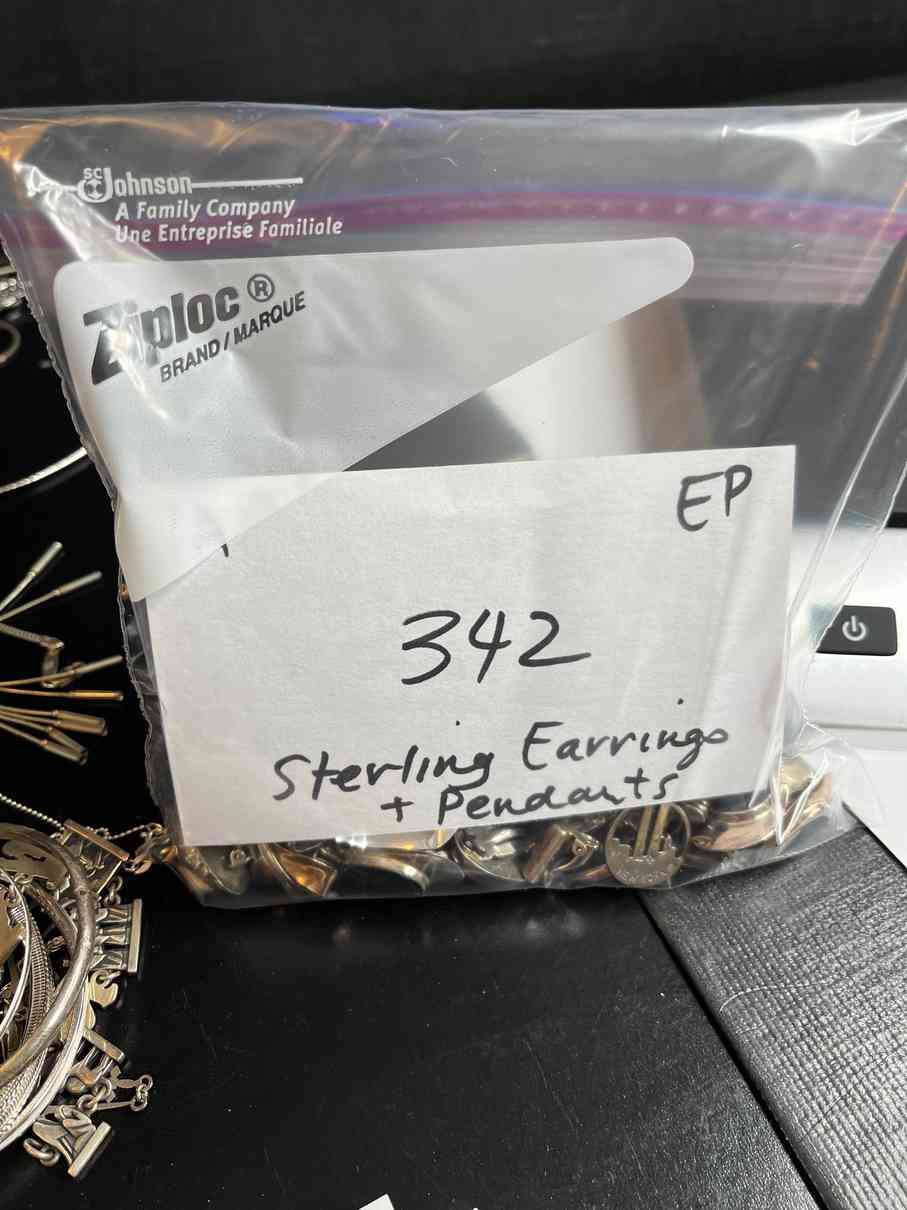 SC Johnson
A Family Company
Une Entreprise Familiale
Ziploc ®
BRAND / MARQUE
EP
342
Sterling Earrings
+ Pendants